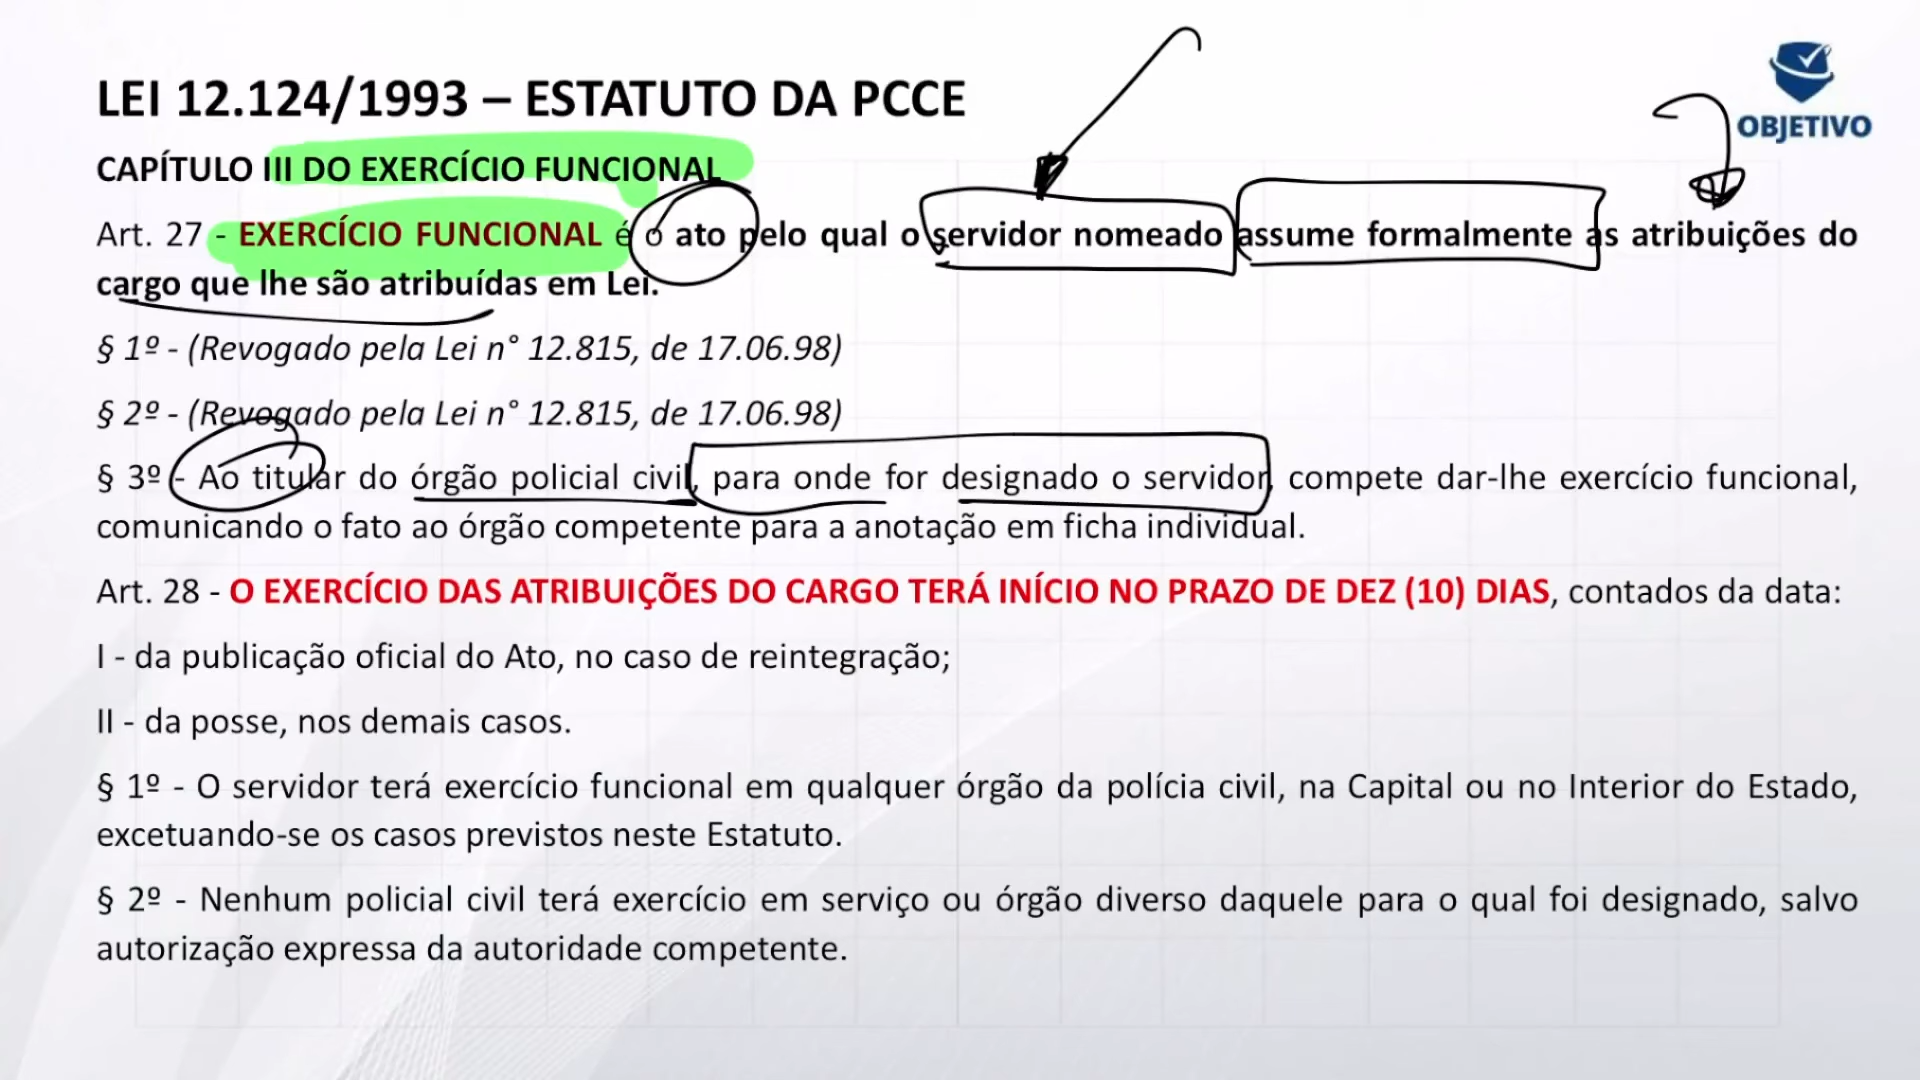 LEI 12.124/1993 – ESTATUTO DA PCCE
OBJETIVO
CAPÍTULO III DO EXERCÍCIO FUNCIONAL
Art. 27 - EXERCÍCIO FUNCIONAL é o ato pelo qual o servidor nomeado assume formalmente as atribuições do
cargo que lhe são atribuídas em Lei.
§ 1º - (Revogado pela Lei n° 12.815, de 17.06.98)
§ 2º - (Revogado pela Lei n° 12.815, de 17.06.98)
§ 3º - Ao titular do órgão policial civil, para onde for designado o servidor, compete dar-lhe exercício funcional,
comunicando o fato ao órgão competente para a anotação em ficha individual.
Art. 28 - O EXERCÍCIO DAS ATRIBUIÇÕES DO CARGO TERÁ INÍCIO NO PRAZO DE DEZ (10) DIAS, contados da data:
I - da publicação oficial do Ato, no caso de reintegração;
II - da posse, nos demais casos.
§ 1º - O servidor terá exercício funcional em qualquer órgão da polícia civil, na Capital ou no Interior do Estado,
excetuando-se os casos previstos neste Estatuto.
§ 2º - Nenhum policial civil terá exercício em serviço ou órgão diverso daquele para o qual foi designado, salvo
autorização expressa da autoridade competente.